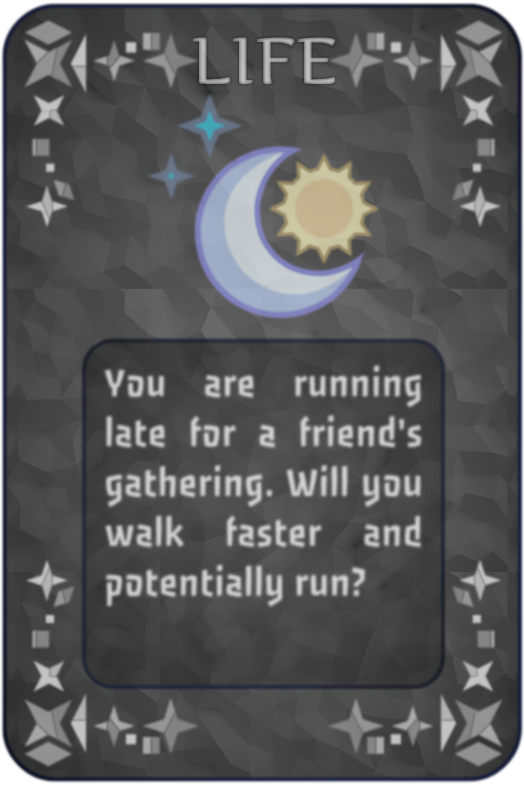 LIFE
You are running
late for a friend's
gathering. Will you
walk faster and
potentially run?